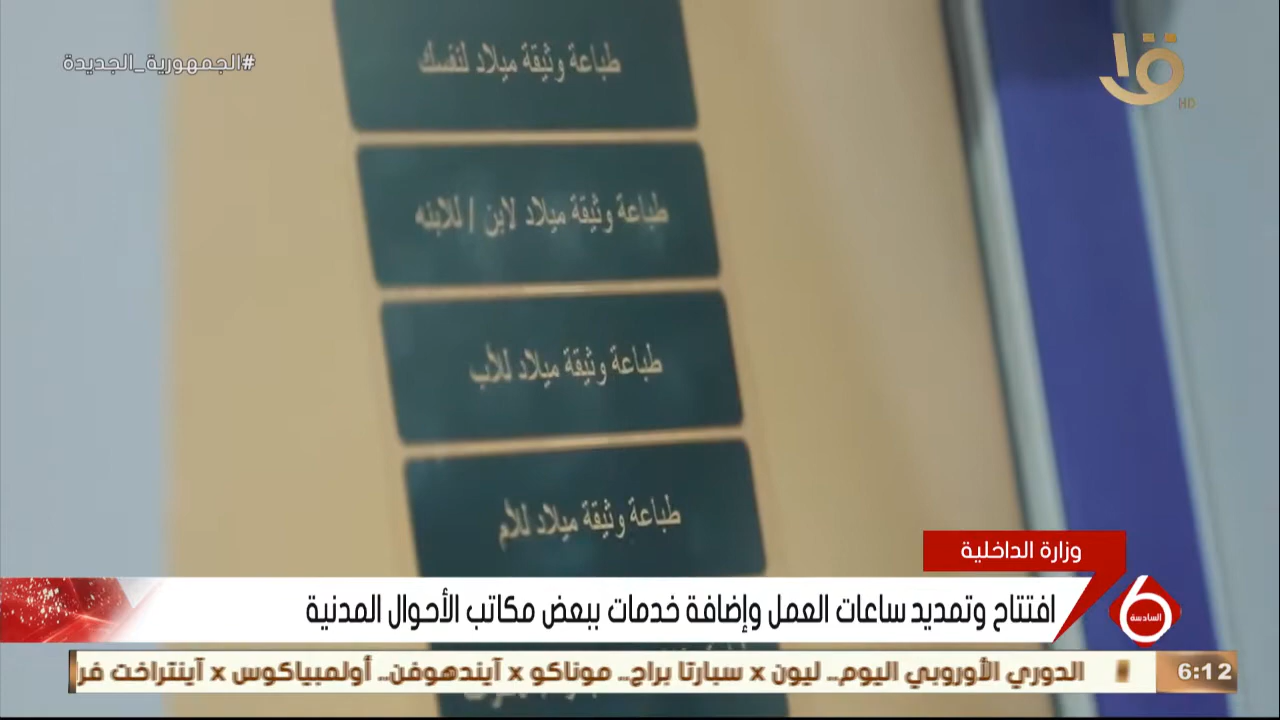 #الجمهورية_الجديدة
HD
طباعة وثيقة ميلاد لنفسك
طباعة وثيقة ميلاد لابن / للابنه
طباعة وثيقة ميلاد للأب
طباعة وثيقة ميلاد للأم
وزارة الداخلية
افتتاح وتمديد ساعات العمل وإضافة خدمات ببعض مكاتب الأحوال المدنية
السادسة
6:12
الدوري الأوروبي اليوم.. ليون x سبارتا براج.. موناكو x آيندهوفن.. أولمبياكوس x آينتراخت فر